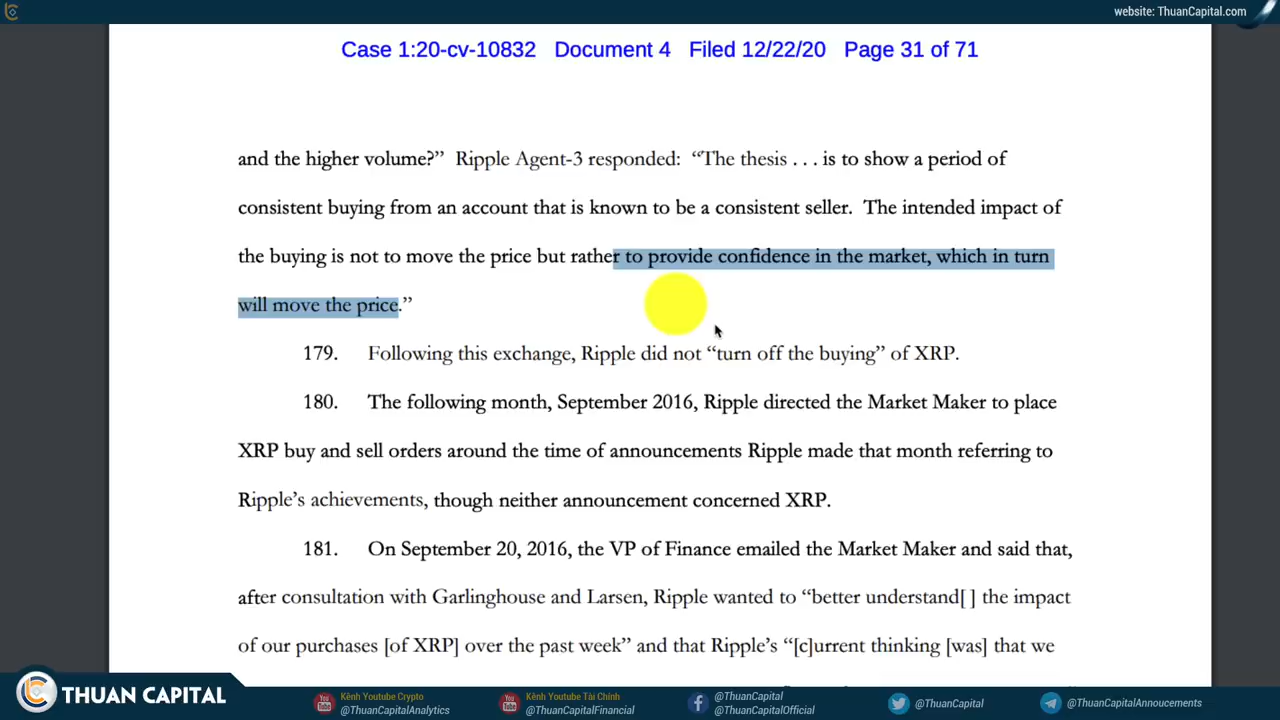 website: ThuanCapital.com
Case 1:20-cv-10832 Document 4 Filed 12/22/20 Page 31 of 71
and the higher volume?” Ripple Agent-3 responded: “The thesis . . . is to show a period of
consistent buying from an account that is known to be a consistent seller. The intended impact of
the buying is not to move the price but rather to provide confidence in the market, which in turn
will move the price.”
179. Following this exchange, Ripple did not “turn off the buying” of XRP.
180. The following month, September 2016, Ripple directed the Market Maker to place
XRP buy and sell orders around the time of announcements Ripple made that month referring to
Ripple’s achievements, though neither announcement concerned XRP.
181. On September 20, 2016, the VP of Finance emailed the Market Maker and said that,
after consultation with Garlinghouse and Larsen, Ripple wanted to “better understand[ ] the impact
of our purchases [of XRP] over the past week” and that Ripple’s “[c]urrent thinking [was] that we
THUAN CAPITAL
Kênh Youtube Crypto
@ThuanCapitalAnalytics
Kênh Youtube Tài Chính
@ThuanCapitalFinancial
@ThuanCapital
@ThuanCapitalOfficial
@ThuanCapital
@ThuanCapitalAnnoucements